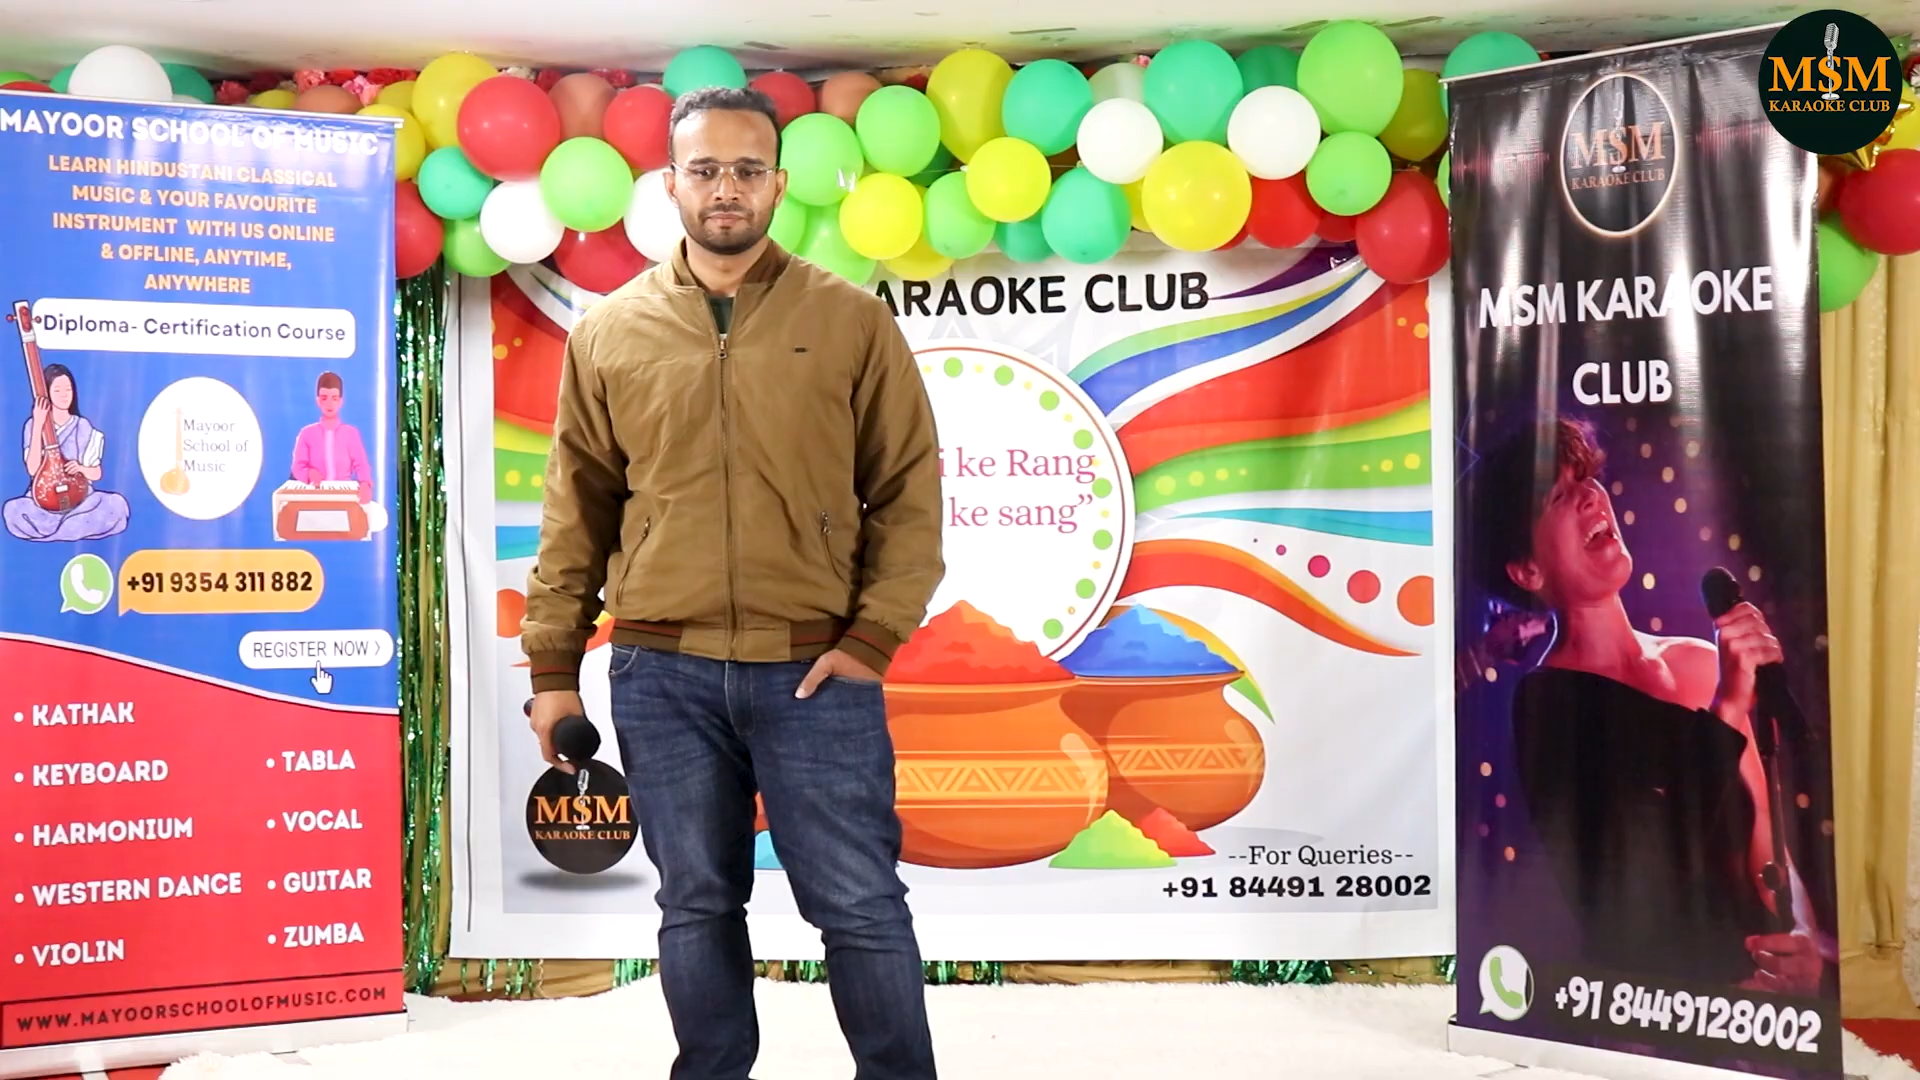 MAYOOR SCHOOL OF MUSIC
LEARN HINDUSTANI CLASSICAL
MUSIC & YOUR FAVOURITE
INSTRUMENT WITH US ONLINE
& OFFLINE, ANYTIME,
ANYWHERE
Diploma- Certification Course
Mayoor
School of
Music
+91 9354 311 882
REGISTER NOW
• KATHAK
• KEYBOARD
• HARMONIUM
• WESTERN DANCE
• VIOLIN
• TABLA
• VOCAL
• GUITAR
• ZUMBA
WWW.MAYOORSCHOOLOFMUSIC.COM
ARAOKE CLUB
i ke Rang
ke sang”
MSM
KARAOKE CLUB
--For Queries--
+91 84491 28002
MSM
KARAOKE CLUB
MSM KARAOKE
CLUB
+91 8449128002
MSM
KARAOKE CLUB